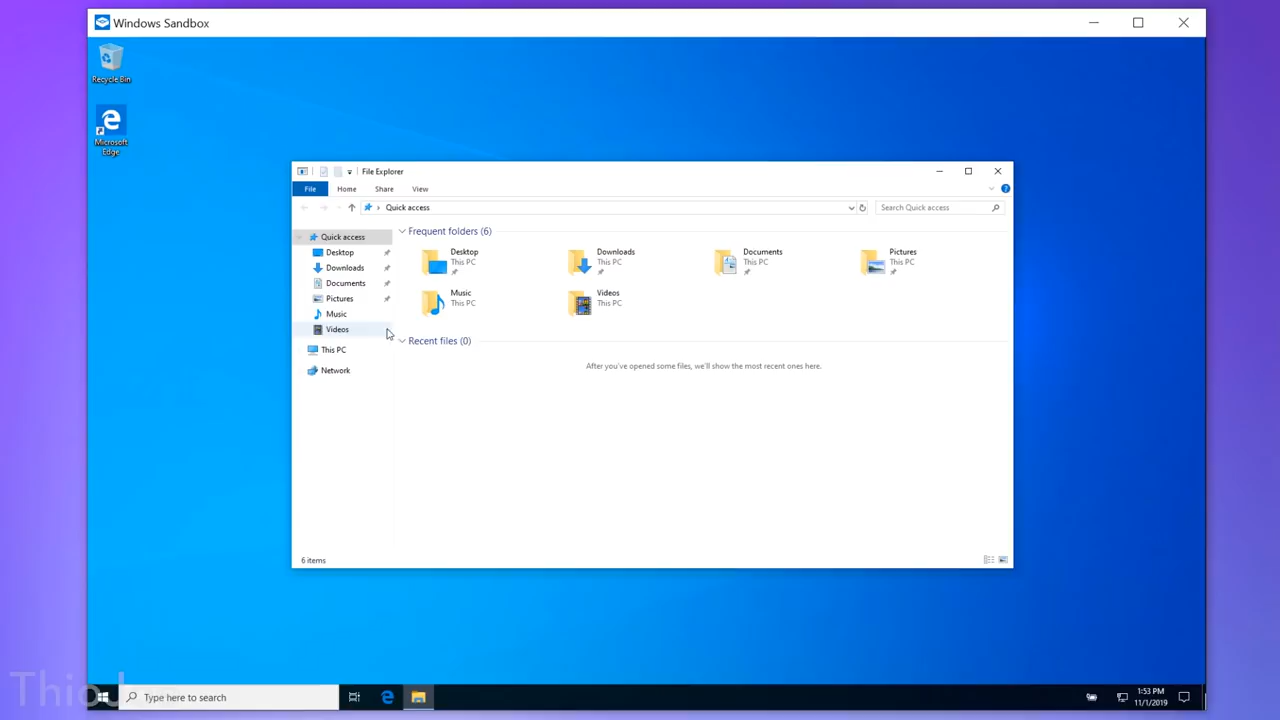 Windows Sandbox
Recycle Bin
Microsoft
Edge
File Explorer
File
Home
Share
View
Quick access
Search Quick access
Quick access
Desktop
Downloads
Documents
Pictures
Music
Videos
This PC
Network
Frequent folders (6)
Desktop
This PC
Downloads
This PC
Documents
This PC
Pictures
This PC
Music
This PC
Videos
This PC
Recent files (0)
After you've opened some files, we'll show the most recent ones here.
6 items
Type here to search
1:53 PM
11/1/2019